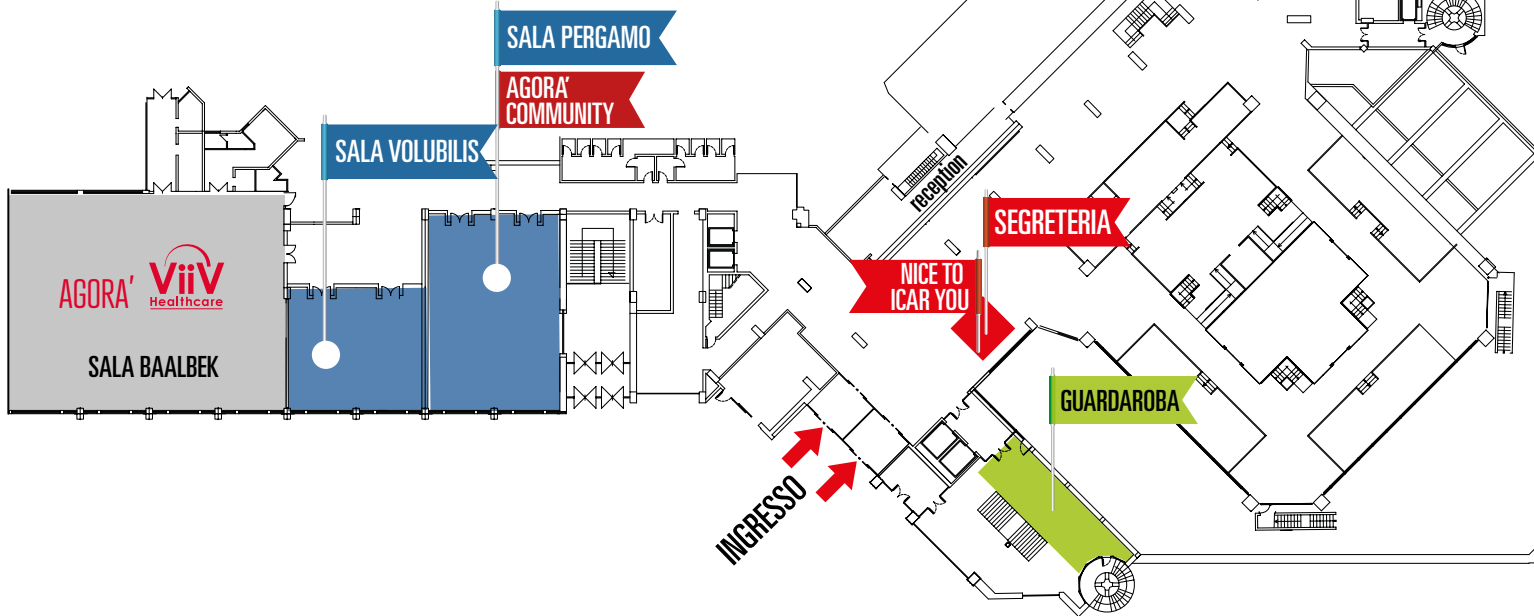 SALA PERGAMO
AGORA'
COMMUNITY
SALA VOLUBILIS
reception
SEGRETERIA
NICE TO
ICAR YOU
AGORA' ViiV
Healthcare
SALA BAALBEK
GUARDAROBA
INGRESSO